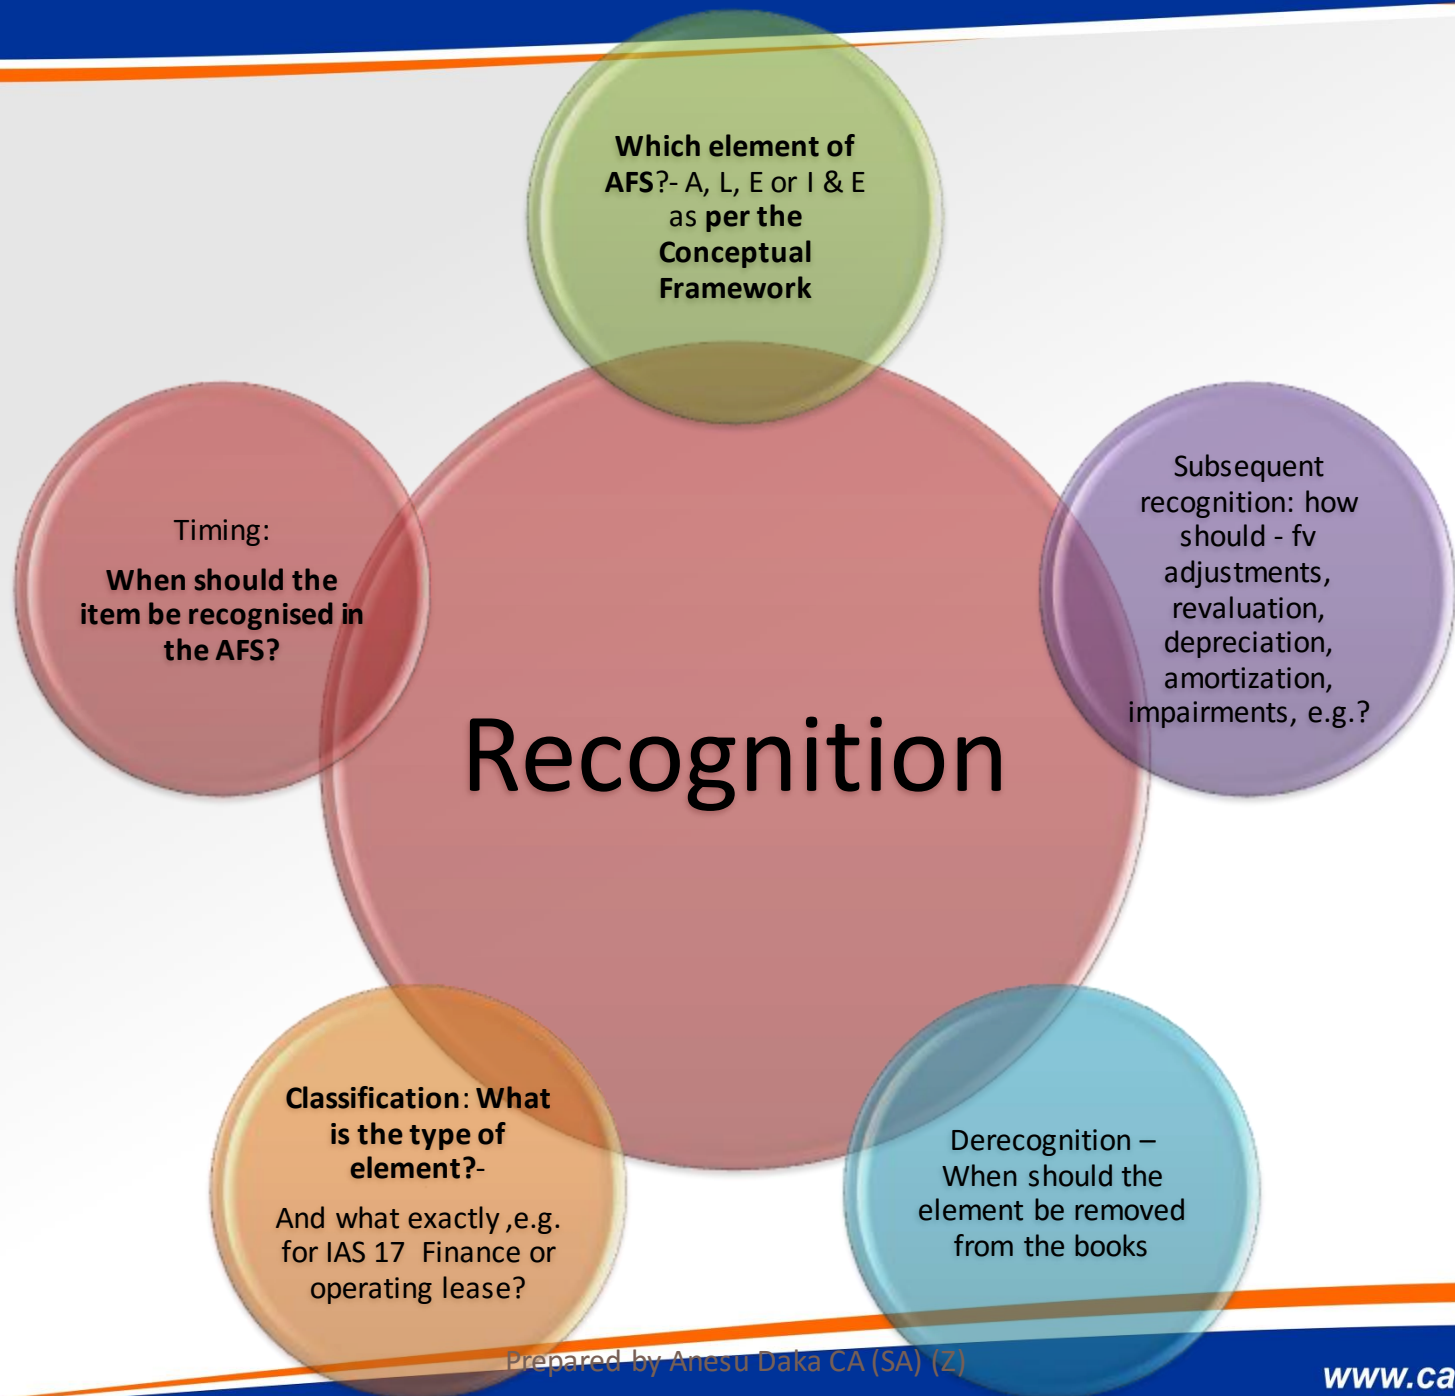 Which element of
AFS?- A, L, E or I & E
as per the
Conceptual
Framework
Subsequent
recognition: how
should - fv
adjustments,
revaluation,
depreciation,
amortization,
impairments, e.g.?
Timing:
When should the
item be recognised in
the AFS?
Recognition
Classification: What
is the type of
element?-
And what exactly ,e.g.
for IAS 17 Finance or
operating lease?
Derecognition –
When should the
element be removed
from the books
Prepared by Anesu Daka CA (SA) (Z)
www.ca